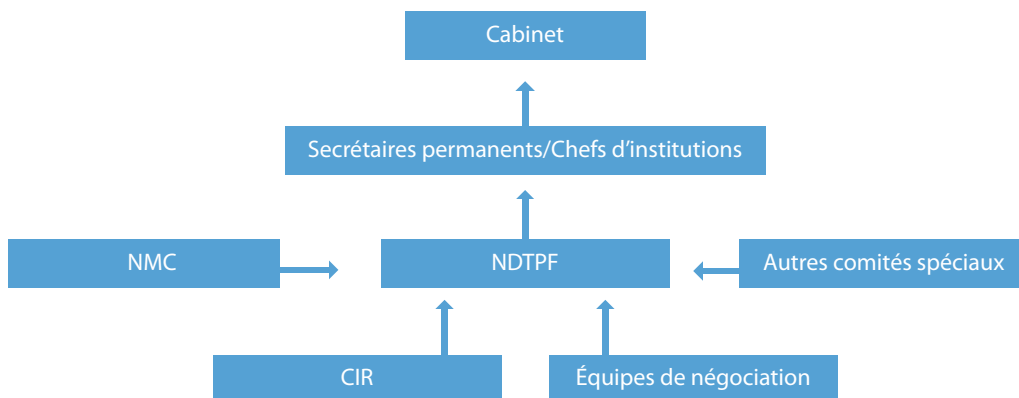 Cabinet
Secrétaires permanents/Chefs d’institutions
NMC
NDTPF
Autres comités spéciaux
CIR
Équipes de négociation